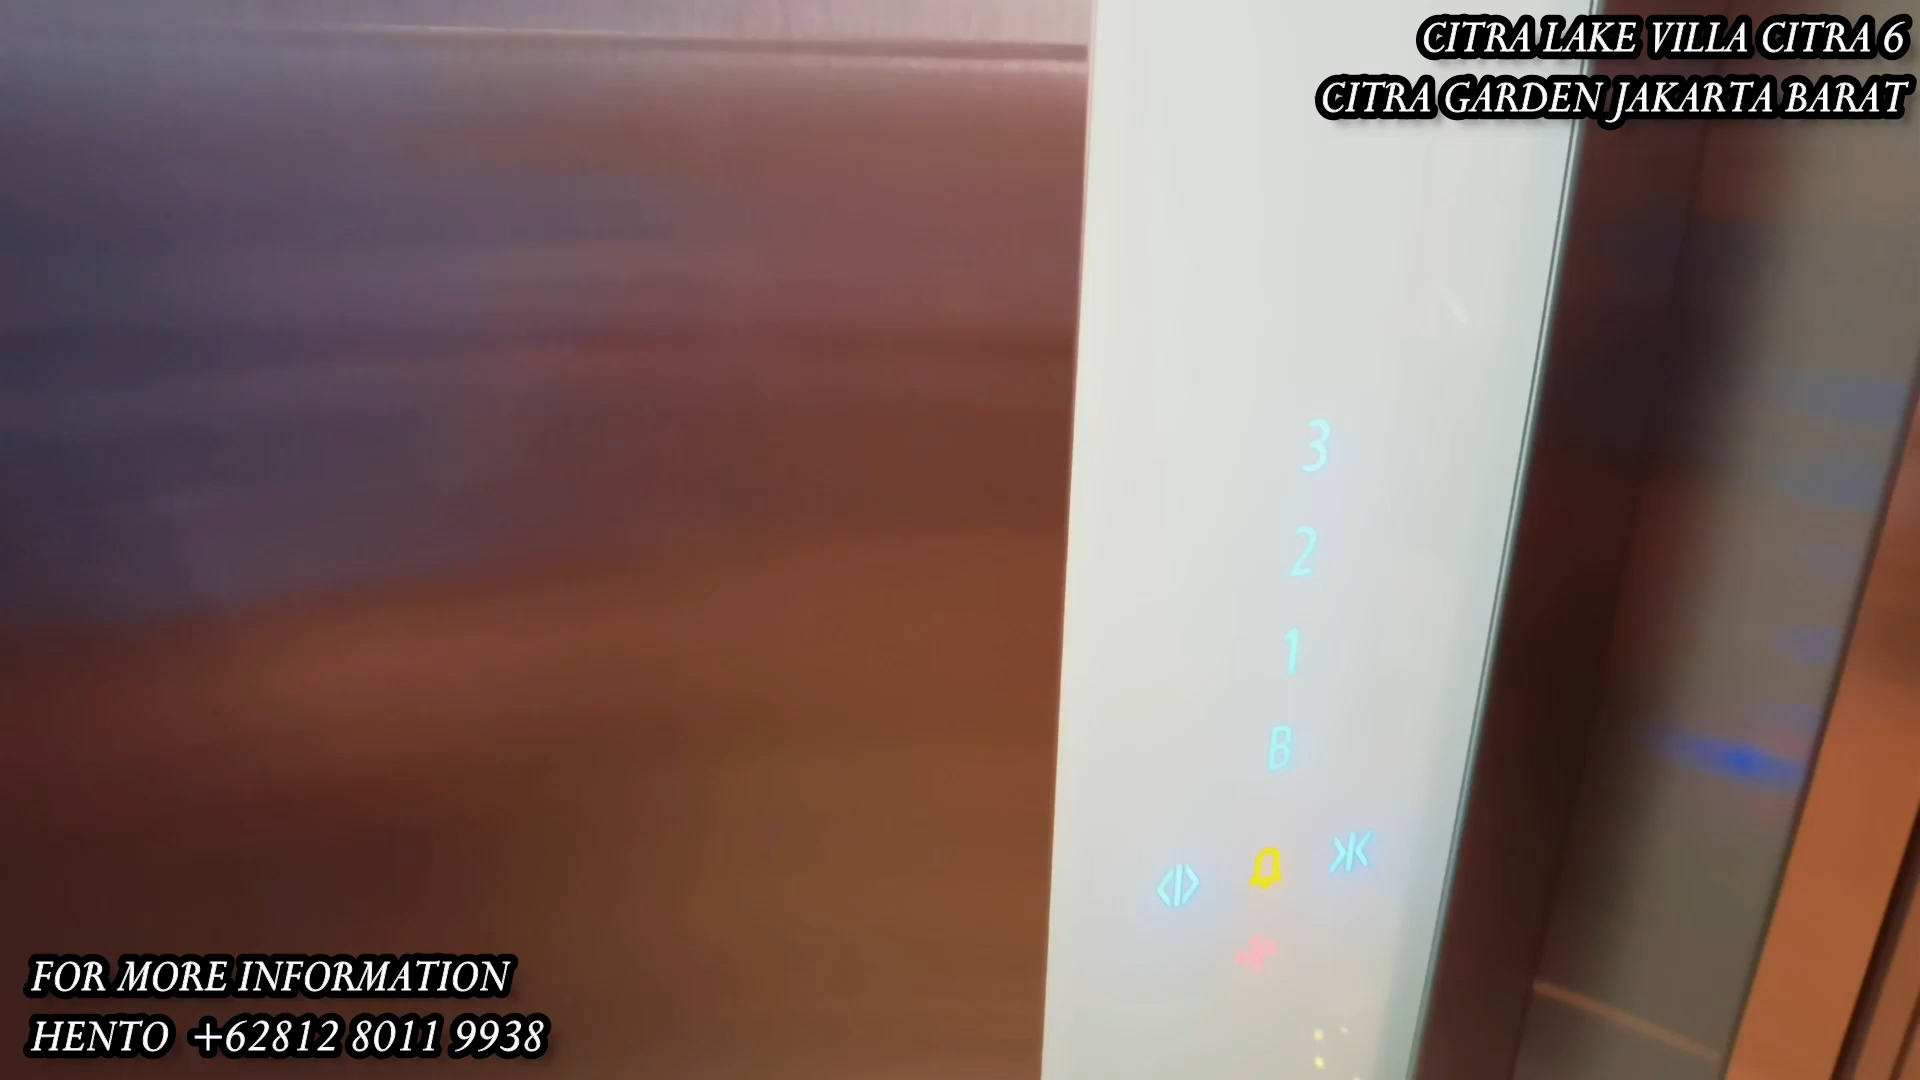 CITRA LAKE VILLA CITRA 6
CITRA GARDEN JAKARTA BARAT
3
2
1
B
FOR MORE INFORMATION
HENTO +62812 8011 9938